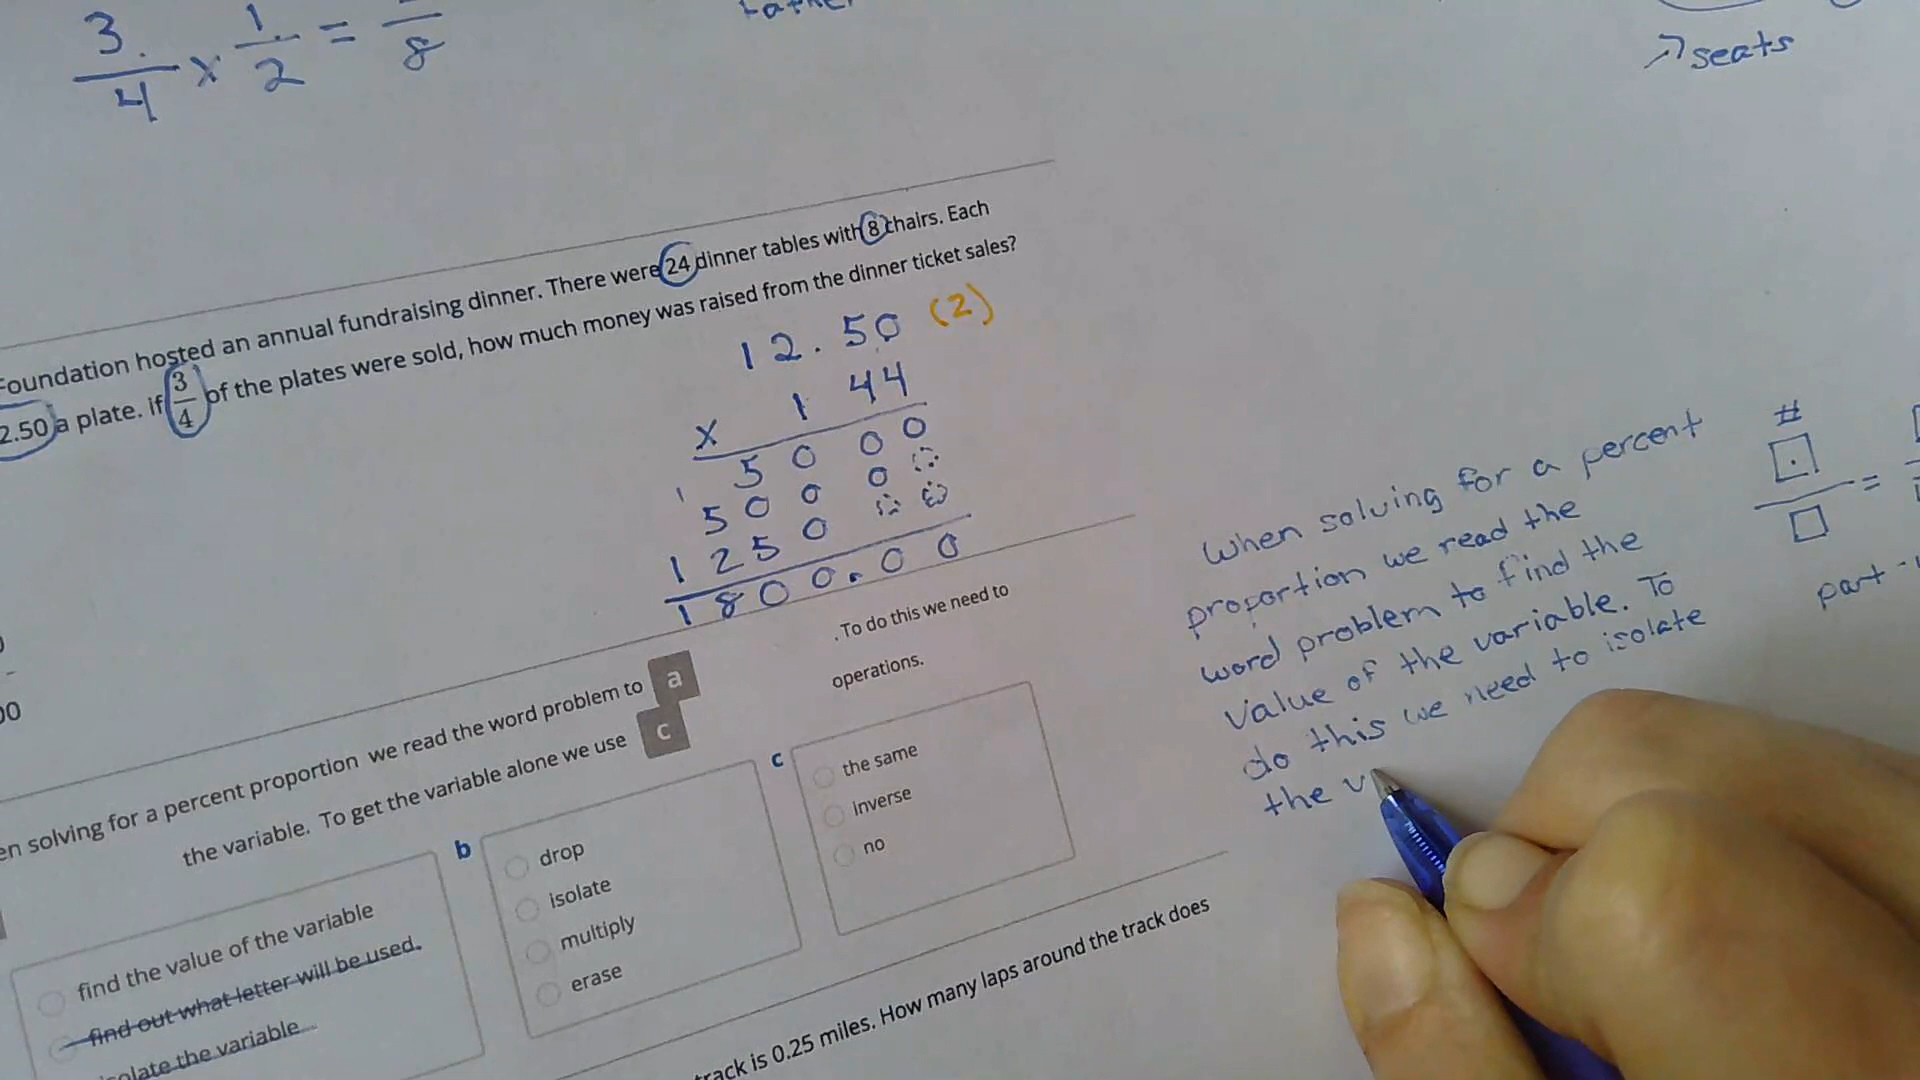 3. 1. 
4 x 2 = 8
seats
Foundation hosted an annual fundraising dinner. There were 24 dinner tables with 8 chairs. Each
2.50 a plate. If 3/4 of the plates were sold, how much money was raised from the dinner ticket sales?
12.50 (2)
x 144
5000
1
5000
1250
1800.00
en solving for a percent proportion we read the word problem to a . To do this we need to
the variable. To get the variable alone we use c operations.
find the value of the variable
find out what letter will be used.
isolate the variable
b
drop
isolate
multiply
erase
c
the same
inverse
no
track is 0.25 miles. How many laps around the track does
When solving for a percent
proportion we read the
word problem to find the
value of the variable. To
do this we need to isolate
the v
#
=
part -